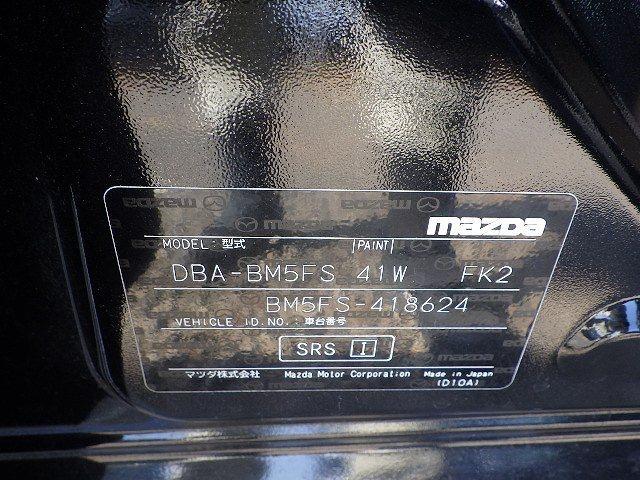 mazda
MODEL:型式 PAINT
DBA-BM5FS 41W FK2
BM5FS-418624
VEHICLE ID.NO.:車台番号
SRS I
マツダ株式会社 Mazda Motor Corporation Made in Japan
(D10A)